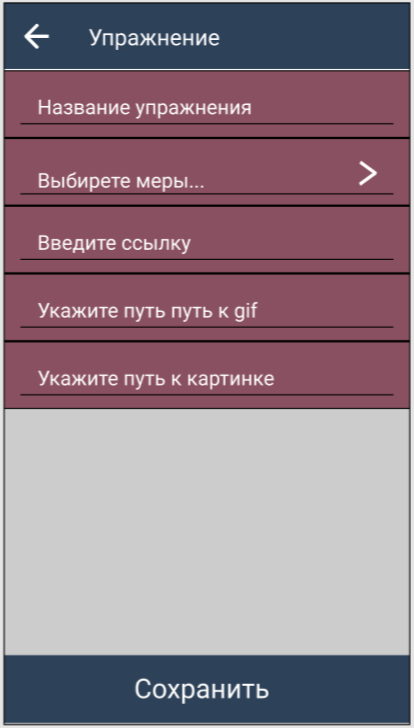 Упражнение
Название упражнения
Выбирете меры...
Введите ссылку
Укажите путь путь к gif
Укажите путь к картинке
Сохранить